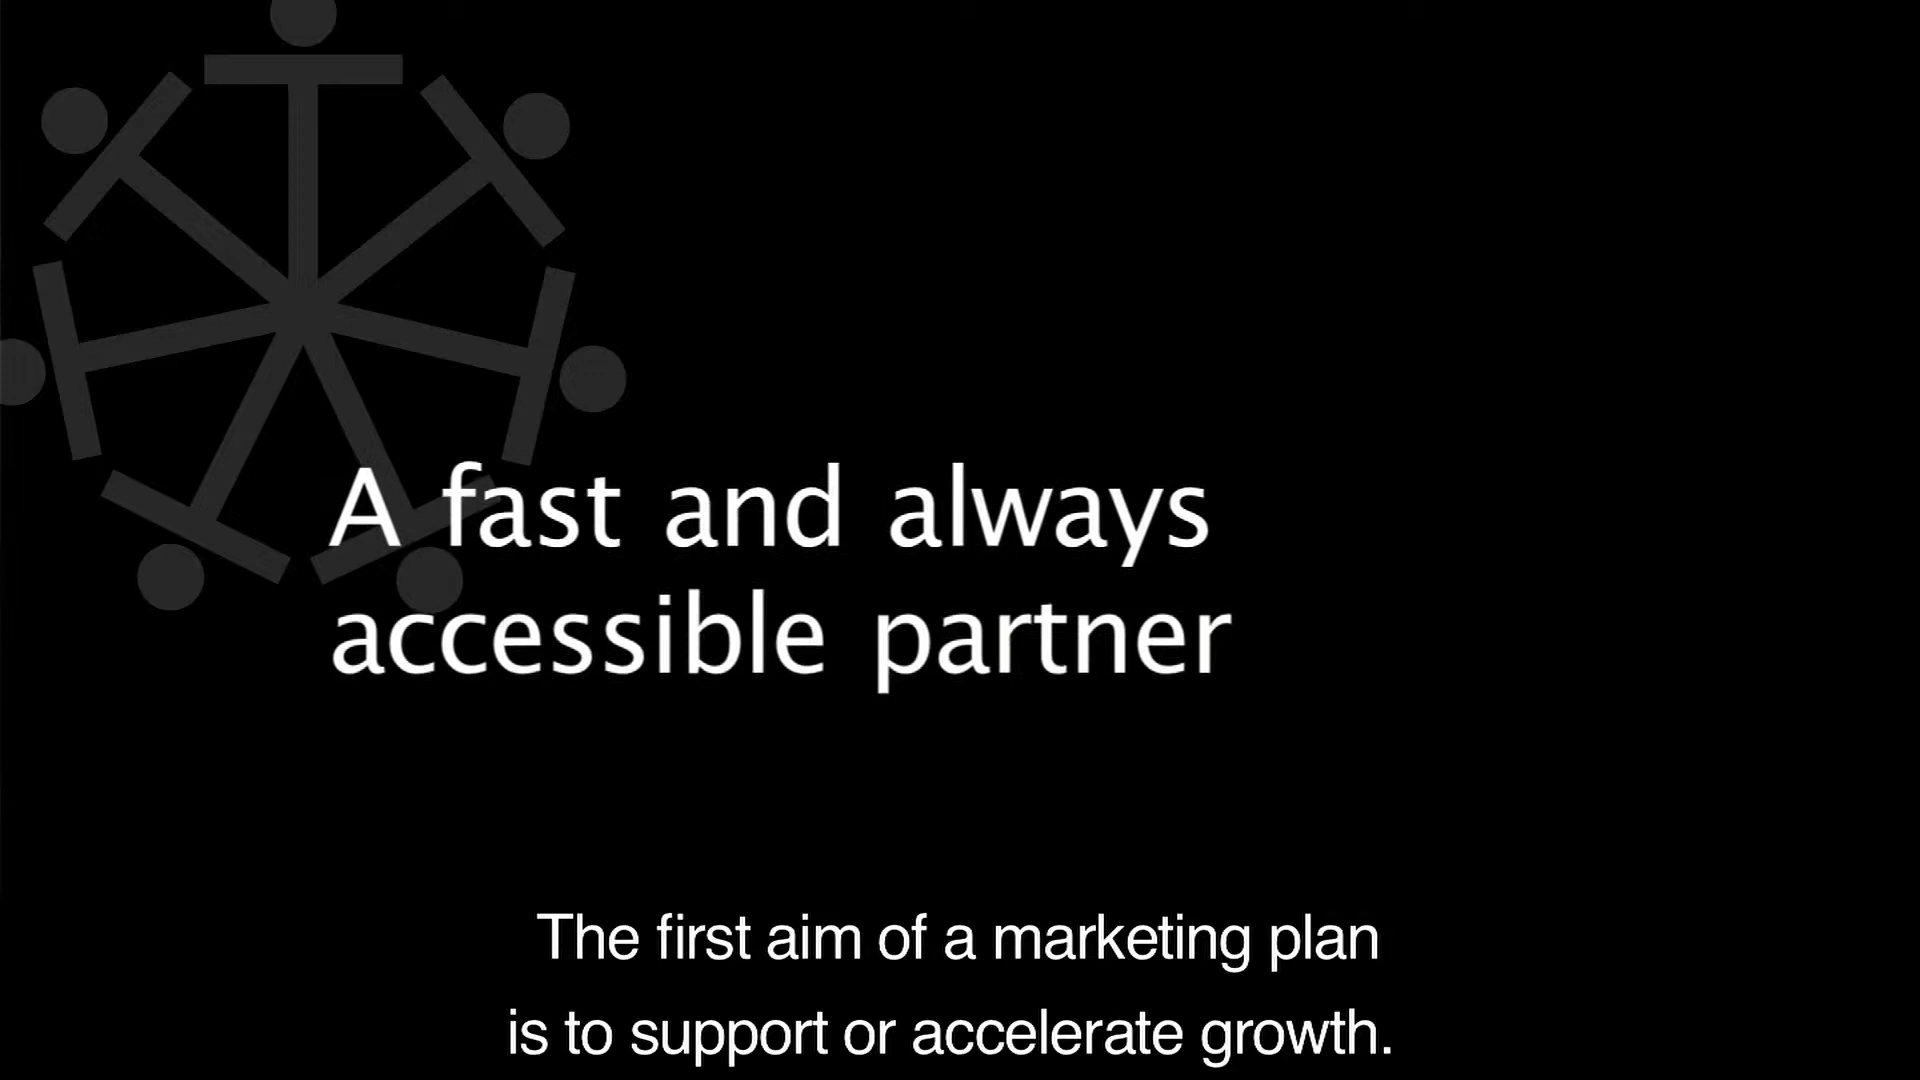 A fast and always
accessible partner
The first aim of a marketing plan
is to support or accelerate growth.